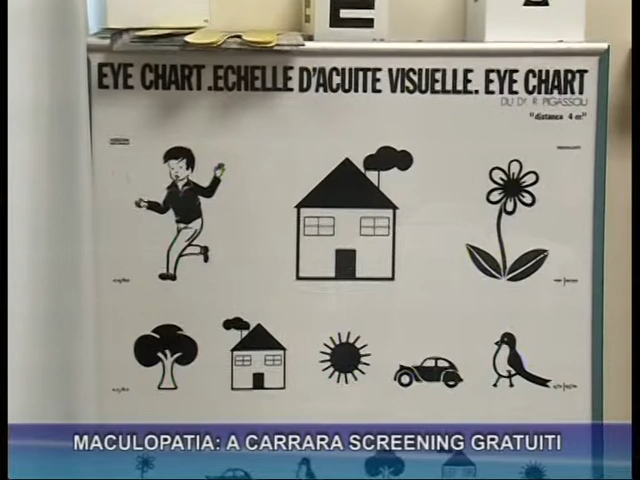 E
EYE CHART.ECHELLE D'ACUITE VISUELLE. EYE CHART
DU Dr R. PIGASSOU
"distance 4 m"
MACULOPATIA: A CARRARA SCREENING GRATUITI